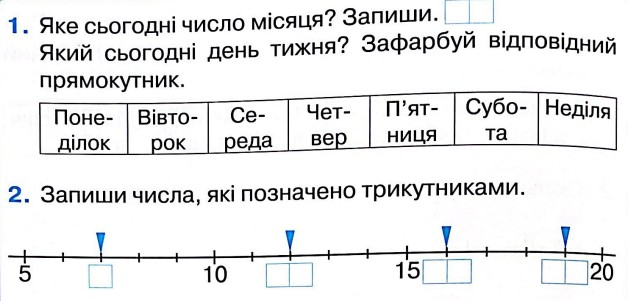 1. Яке сьогодні число місяця? Запиши.
Який сьогодні день тижня? Зафарбуй відповідний
прямокутник.
Поне-ділок Вівто-рок Се-реда Чет-вер П'ят-ниця Субо-та Неділя
2. Запиши числа, які позначено трикутниками.
5 10 15 20